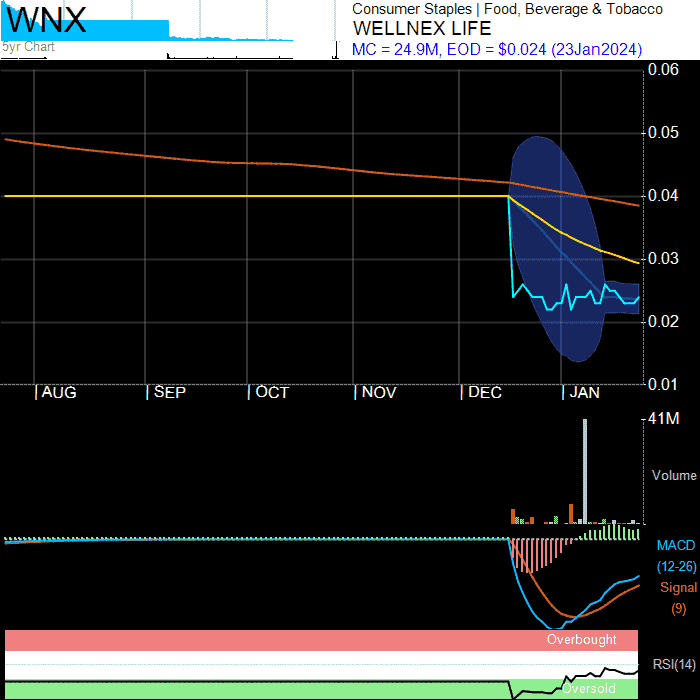 WNX
5yr Chart
Consumer Staples | Food, Beverage & Tobacco
WELLNEX LIFE
MC = 24.9M, EOD = $0.024 (23Jan2024)
0.06
0.05
0.04
0.03
0.02
0.01
| AUG | SEP | OCT | NOV | DEC | JAN
41M
Volume
MACD
(12-26)
Signal
(9)
Overbought
RSI(14)
Oversold